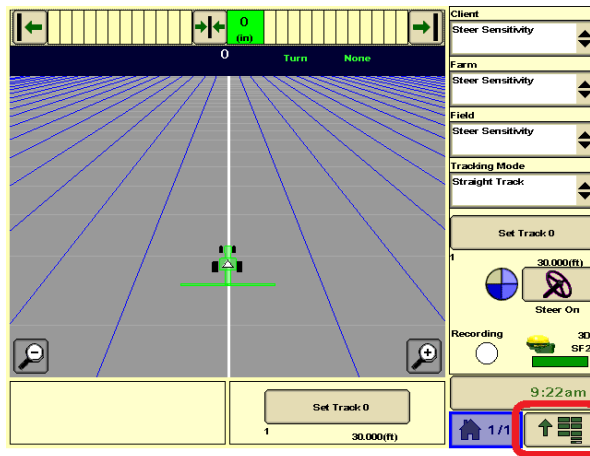 0
(in)
0 Turn None
Set Track 0
1 30.000(ft)
Client
Steer Sensitivity
Farm
Steer Sensitivity
Field
Steer Sensitivity
Tracking Mode
Straight Track
Set Track 0
1 30.000(ft)
Steer On
Recording 3D
SF2
9:22am
1/1